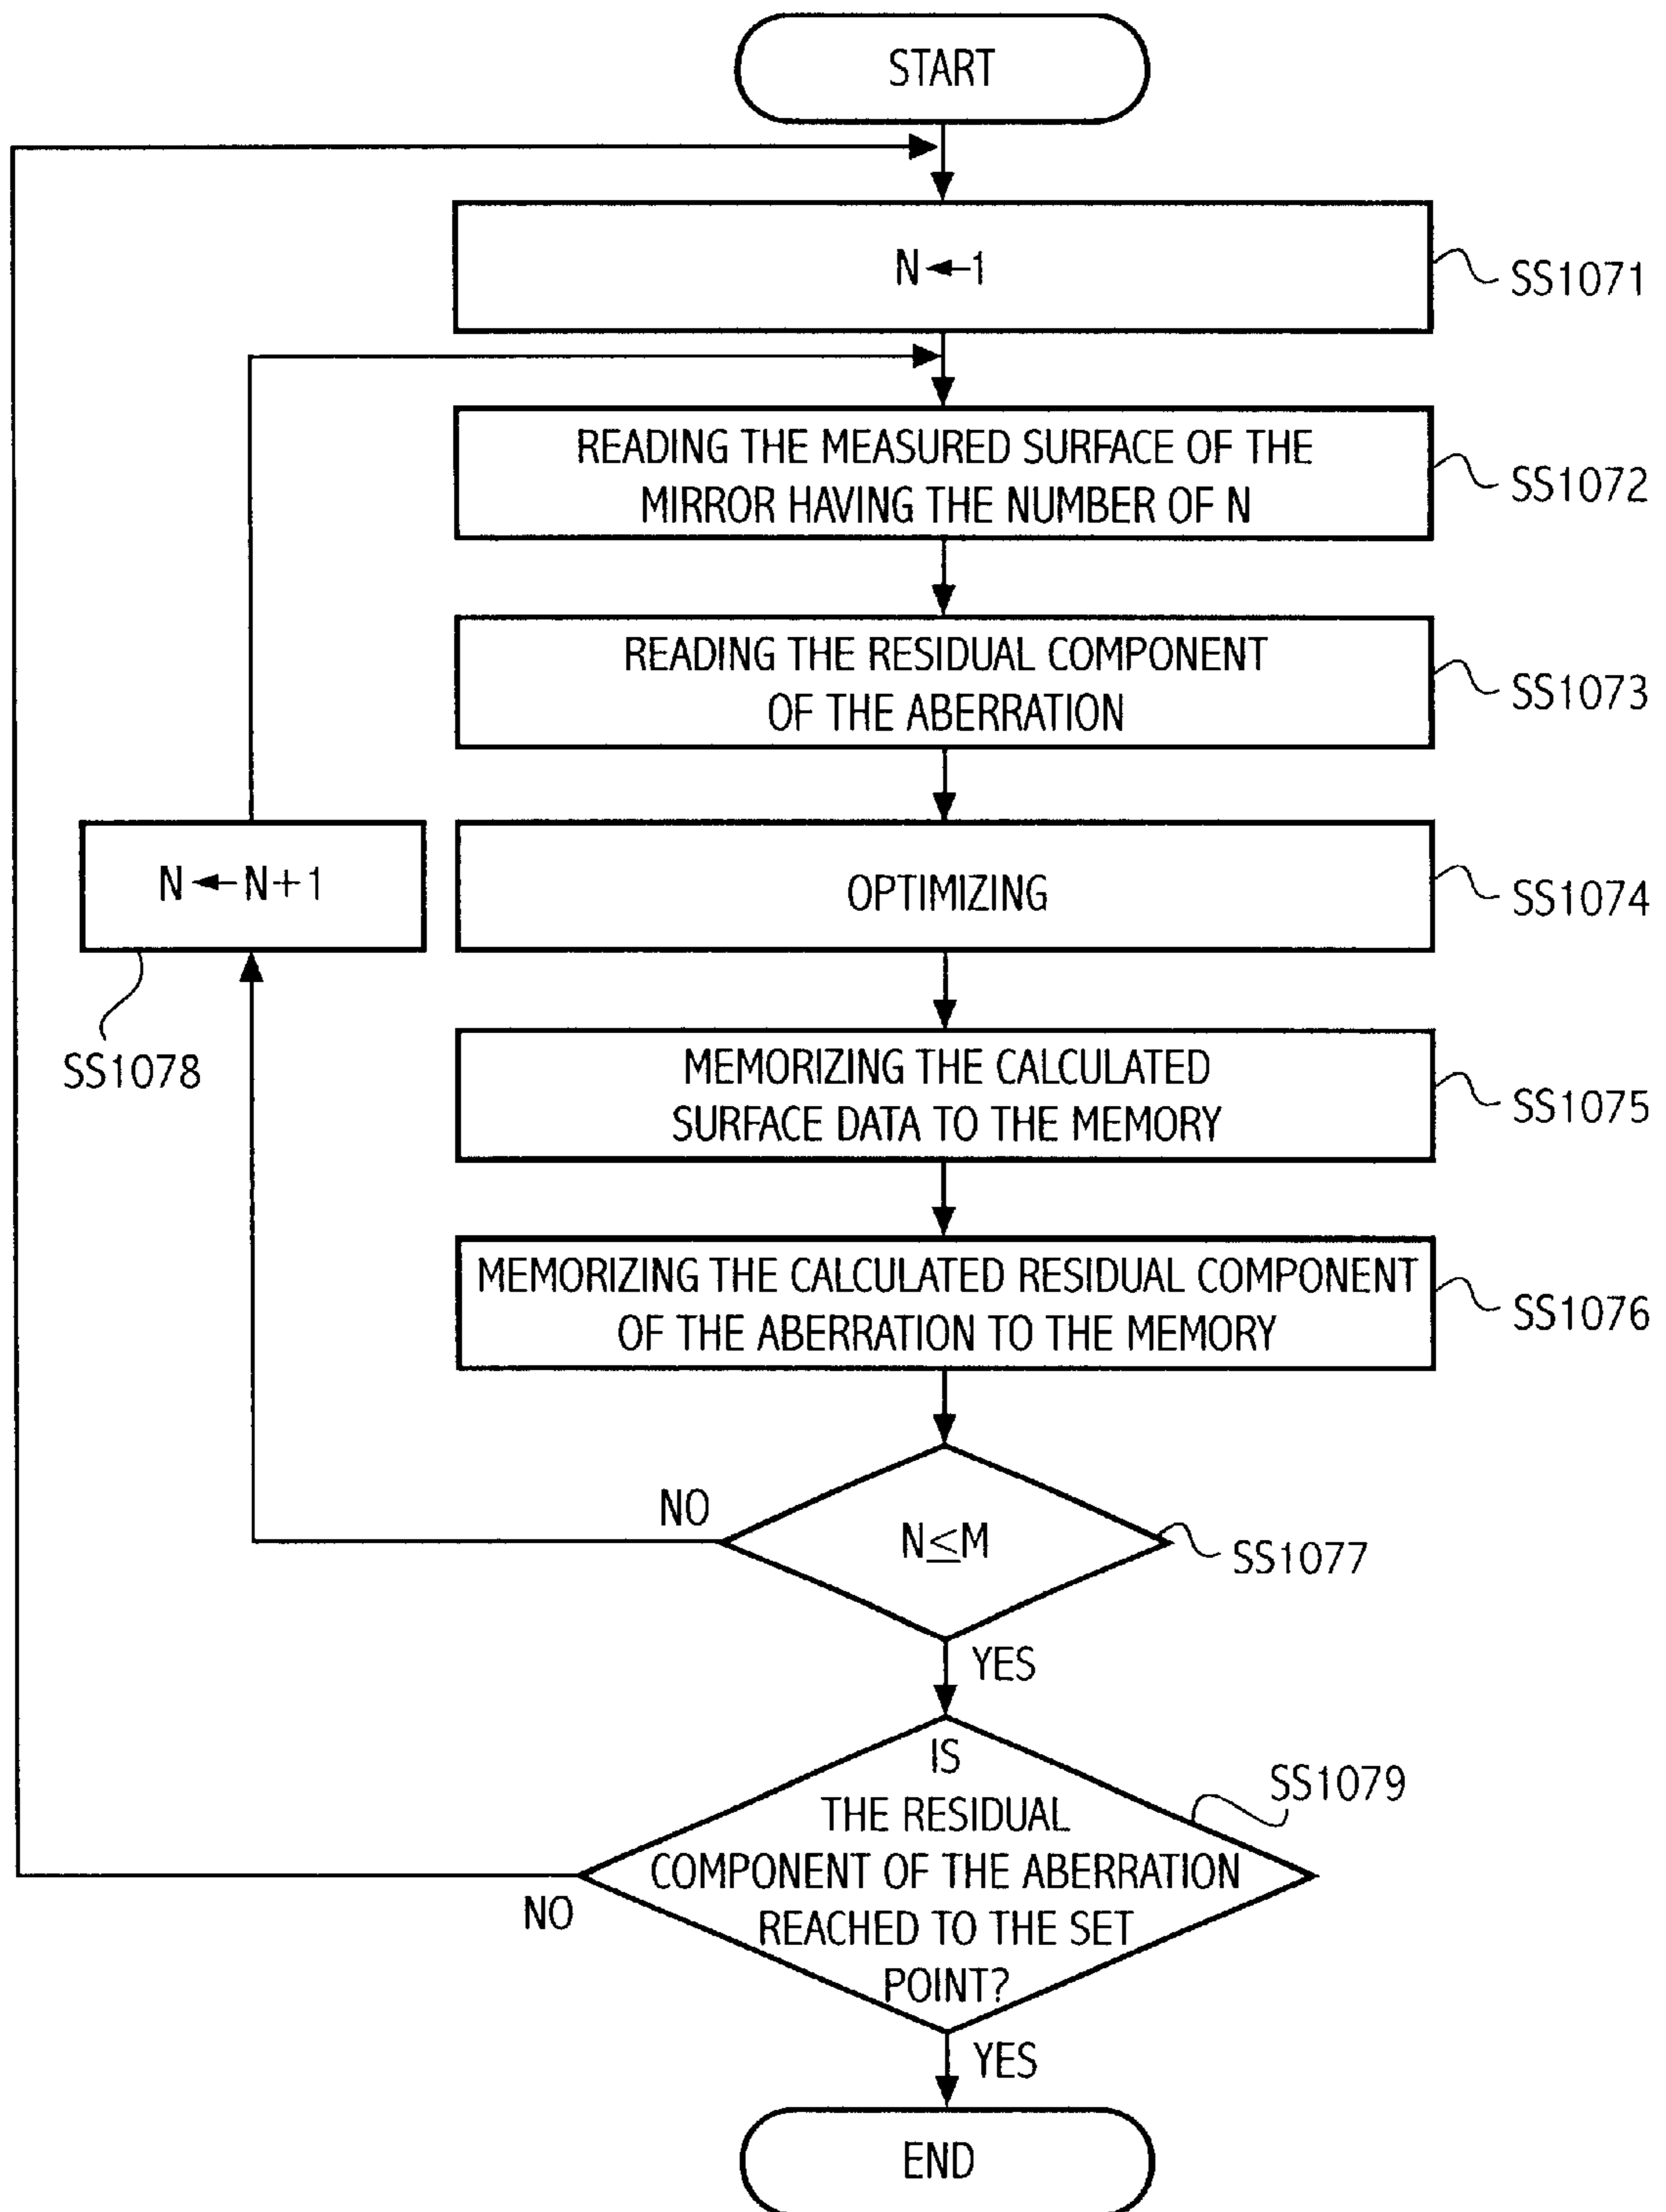 START
N←1
SS1071
READING THE MEASURED SURFACE OF THE
MIRROR HAVING THE NUMBER OF N
SS1072
READING THE RESIDUAL COMPONENT
OF THE ABERRATION
SS1073
N←N+1
SS1078
OPTIMIZING
SS1074
MEMORIZING THE CALCULATED
SURFACE DATA TO THE MEMORY
SS1075
MEMORIZING THE CALCULATED RESIDUAL COMPONENT
OF THE ABERRATION TO THE MEMORY
SS1076
NO
N≤M
SS1077
YES
IS
THE RESIDUAL
COMPONENT OF THE ABERRATION
REACHED TO THE SET
POINT?
SS1079
NO
YES
END